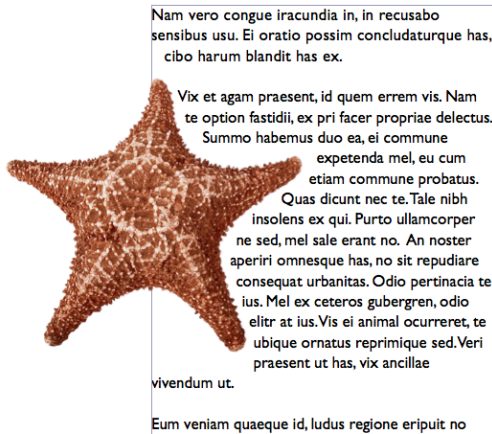 Nam vero congue iracundia in, in recusabo
sensibus usu. Ei oratio possim concludaturque has,
cibo harum blandit has ex.
Vix et agam praesent, id quem errem vis. Nam
te option fastidii, ex pri facer propriae delectus.
Summo habemus duo ea, ei commune
expetenda mel, eu cum
etiam commune probatus.
Quas dicunt nec te. Tale nibh
insolens ex qui. Purto ullamcorper
ne sed, mel sale erant no. An noster
aperiri omnesque has, no sit repudiare
consequat urbanitas. Odio pertinacia te
ius. Mel ex ceteros gubergren, odio
elitr at ius. Vis ei animal ocurreret, te
ubique ornatus reprimique sed. Veri
praesent ut has, vix ancillae
vivendum ut.
Eum veniam quaeque id, ludus regione eripuit no